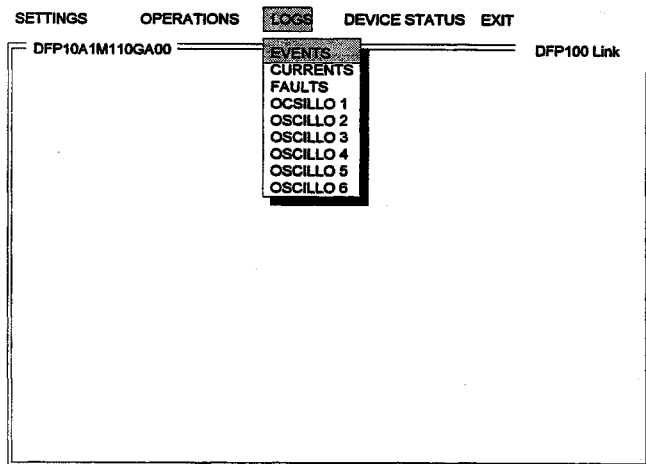 SETTINGS OPERATIONS LOGS DEVICE STATUS EXIT
DFP10A1M110GA00 DFP100 Link
EVENTS
CURRENTS
FAULTS
OCSILLO 1
OSCILLO 2
OSCILLO 3
OSCILLO 4
OSCILLO 5
OSCILLO 6